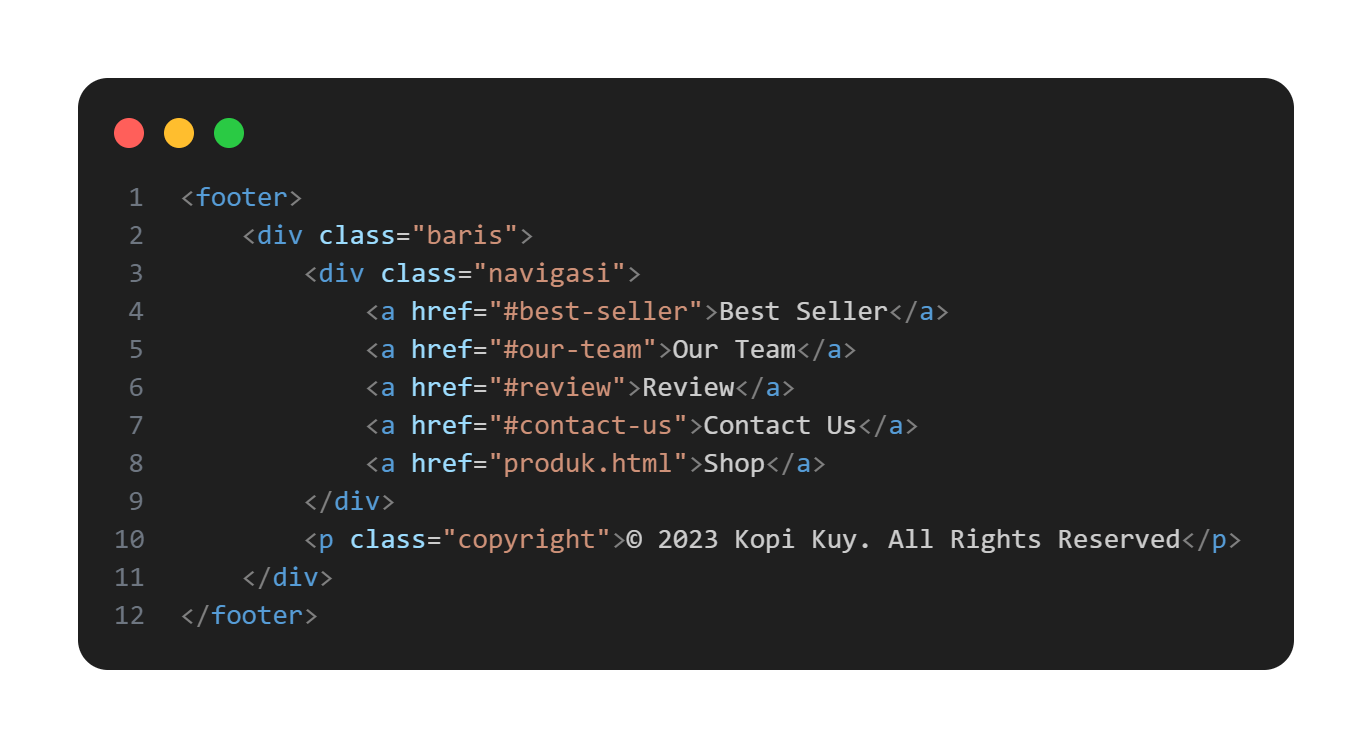 1 <footer>
2     <div class="baris">
3         <div class="navigasi">
4             <a href="#best-seller">Best Seller</a>
5             <a href="#our-team">Our Team</a>
6             <a href="#review">Review</a>
7             <a href="#contact-us">Contact Us</a>
8             <a href="produk.html">Shop</a>
9         </div>
10         <p class="copyright">© 2023 Kopi Kuy. All Rights Reserved</p>
11     </div>
12 </footer>